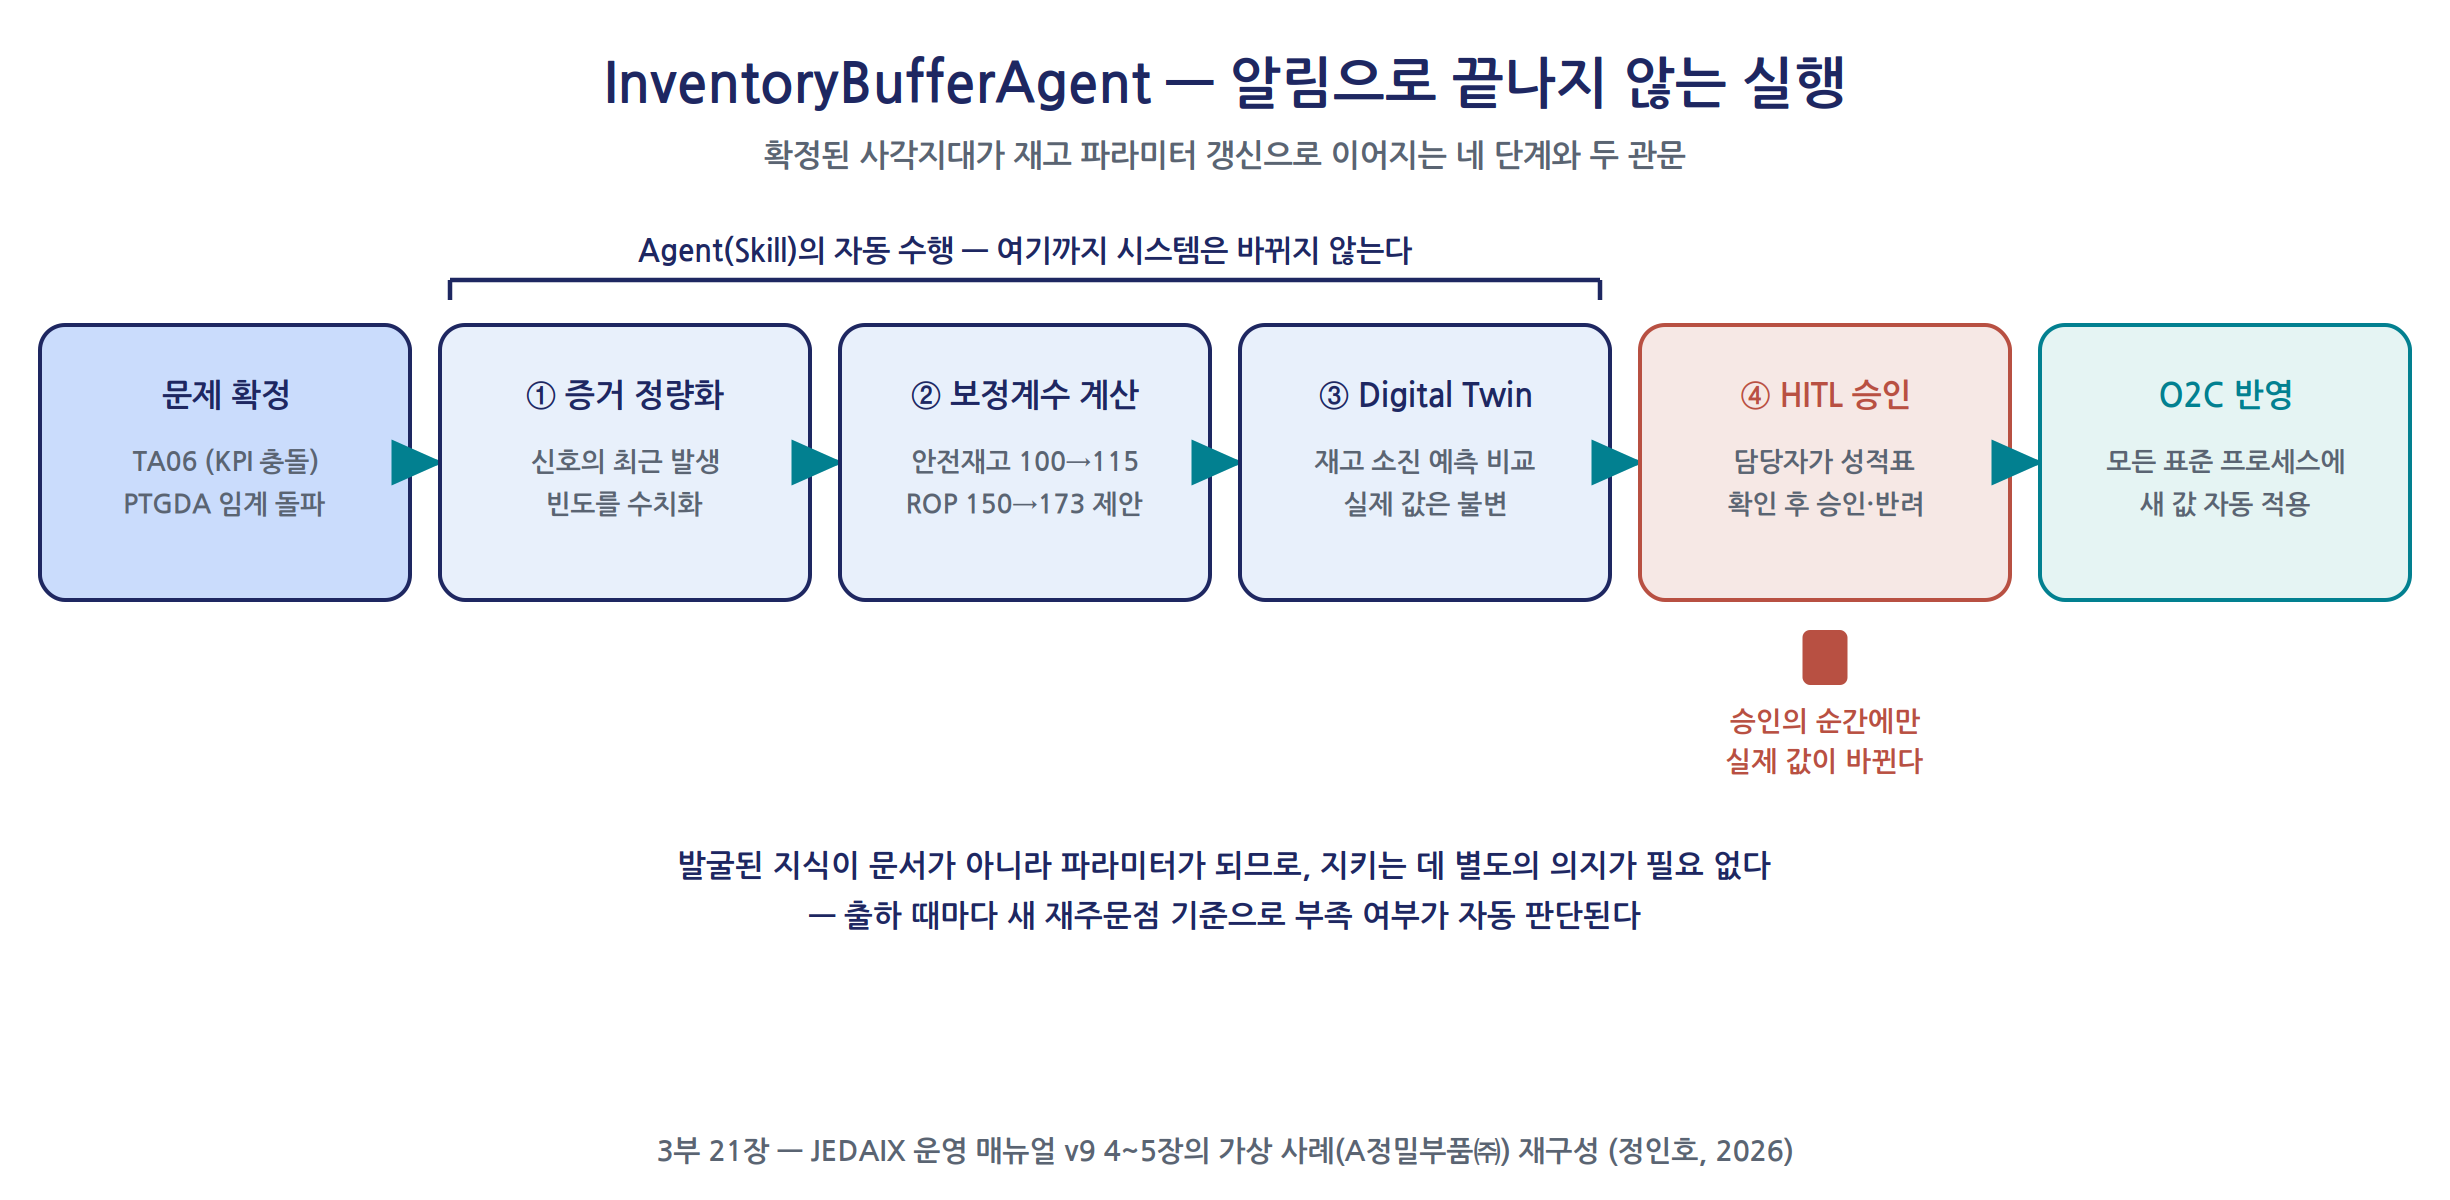 InventoryBufferAgent — 알림으로 끝나지 않는 실행
확정된 사각지대가 재고 파라미터 갱신으로 이어지는 네 단계와 두 관문
Agent(Skill)의 자동 수행 — 여기까지 시스템은 바뀌지 않는다
문제 확정
TA06 (KPI 충돌)
PTGDA 임계 돌파
① 증거 정량화
신호의 최근 발생
빈도를 수치화
② 보정계수 계산
안전재고 100→115
ROP 150→173 제안
③ Digital Twin
재고 소진 예측 비교
실제 값은 불변
④ HITL 승인
담당자가 성적표
확인 후 승인·반려
O2C 반영
모든 표준 프로세스에
새 값 자동 적용
승인의 순간에만
실제 값이 바뀐다
발굴된 지식이 문서가 아니라 파라미터가 되므로, 지키는 데 별도의 의지가 필요 없다
— 출하 때마다 새 재주문점 기준으로 부족 여부가 자동 판단된다
3부 21장 — JEDAIX 운영 매뉴얼 v9 4~5장의 가상 사례(A정밀부품㈜) 재구성 (정인호, 2026)